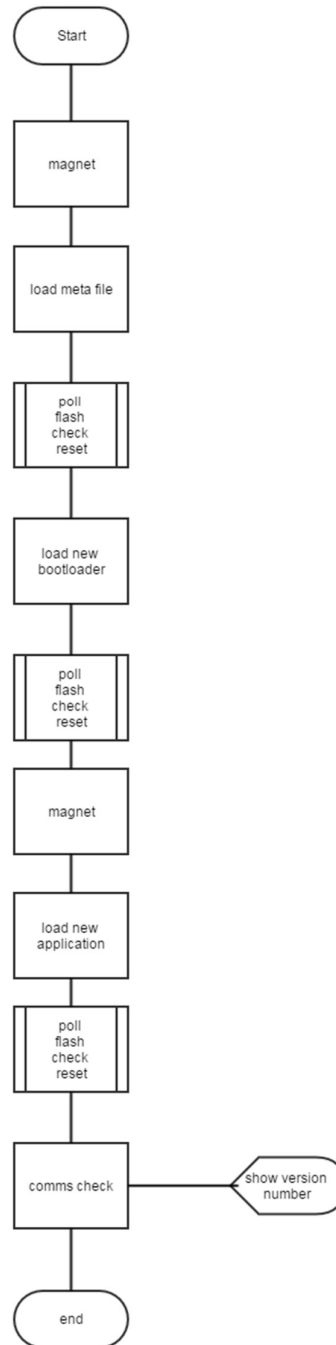 Start
magnet
load meta file
poll
flash
check
reset
load new
bootloader
poll
flash
check
reset
magnet
load new
application
poll
flash
check
reset
comms check
show version
number
end